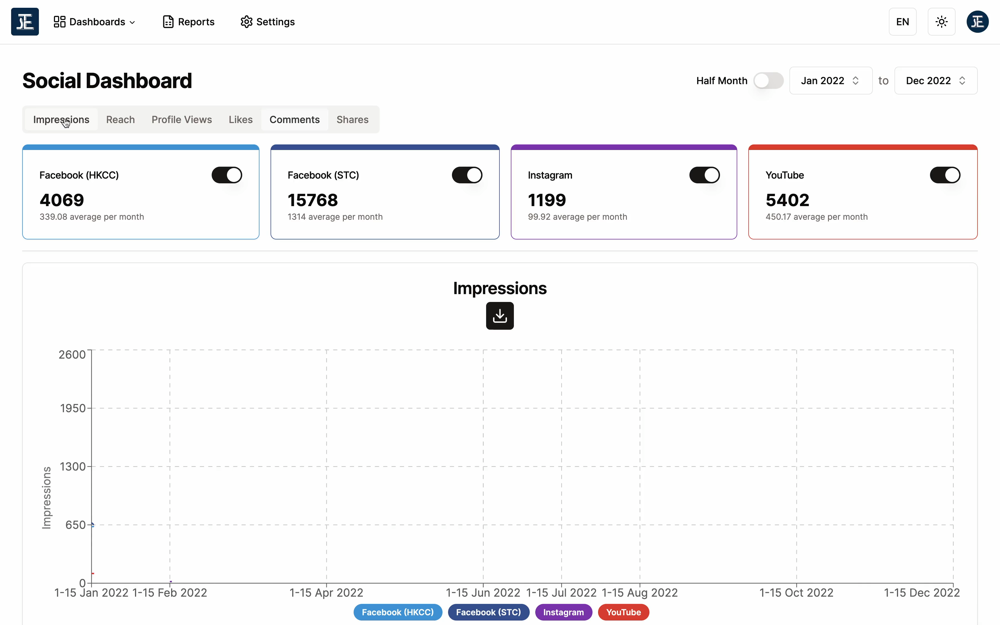 Dashboards
Reports
Settings
EN
Social Dashboard
Half Month
Jan 2022
to
Dec 2022
Impressions
Reach
Profile Views
Likes
Comments
Shares
Facebook (HKCC)
4069
339.08 average per month
Facebook (STC)
15768
1314 average per month
Instagram
1199
99.92 average per month
YouTube
5402
450.17 average per month
Impressions
2600
1950
1300
650
0
Impressions
1-15 Jan 2022
1-15 Feb 2022
1-15 Apr 2022
1-15 Jun 2022
1-15 Jul 2022
1-15 Aug 2022
1-15 Oct 2022
1-15 Dec 2022
Facebook (HKCC)
Facebook (STC)
Instagram
YouTube